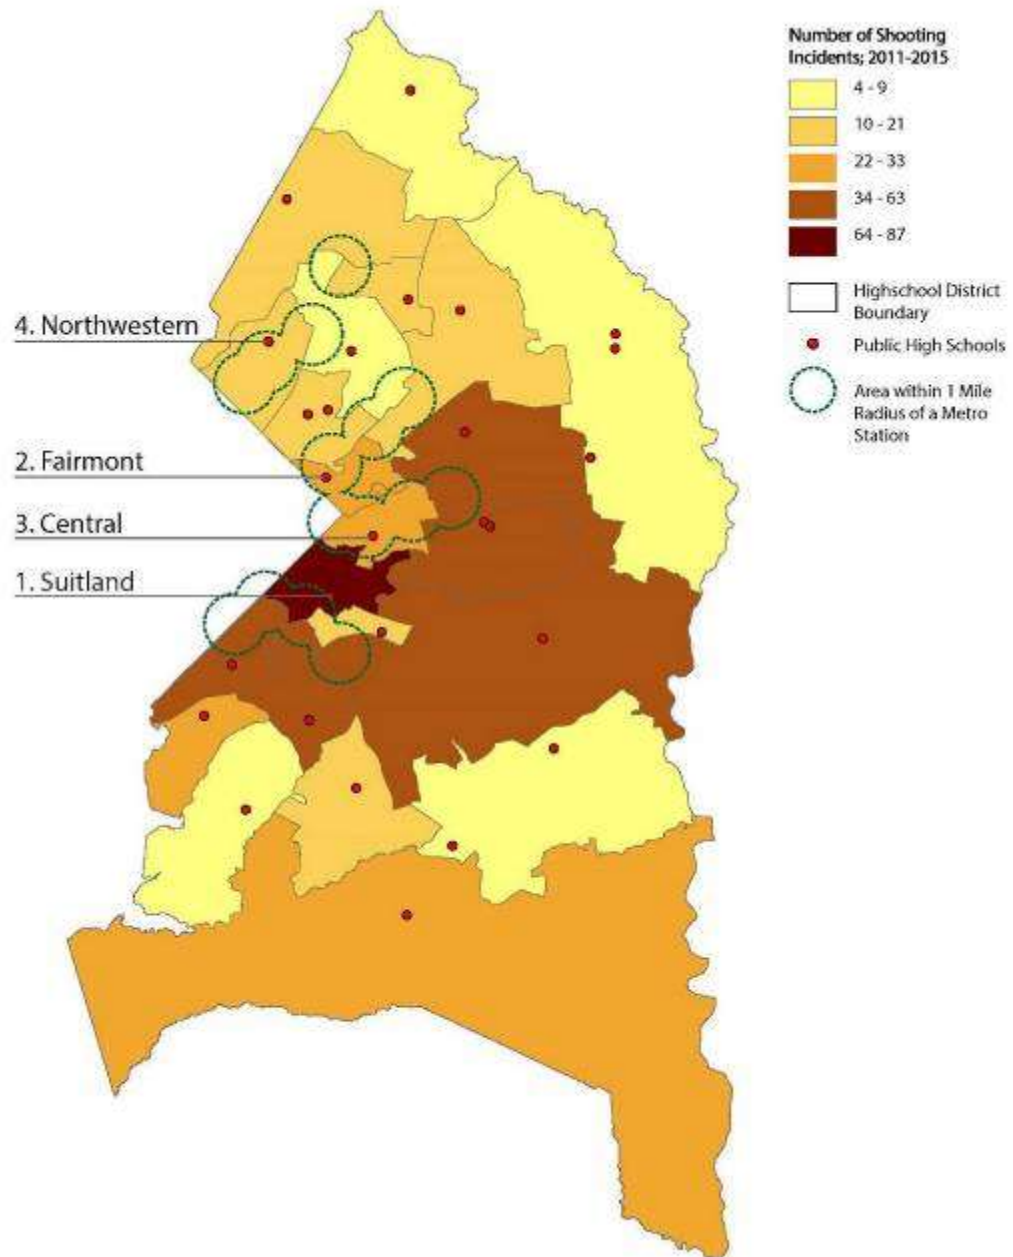 Number of Shooting
Incidents; 2011-2015
4 - 9
10 - 21
22 - 33
34 - 63
64 - 87
Highschool District
Boundary
Public High Schools
Area within 1 Mile
Radius of a Metro
Station
4. Northwestern
2. Fairmont
3. Central
1. Suitland